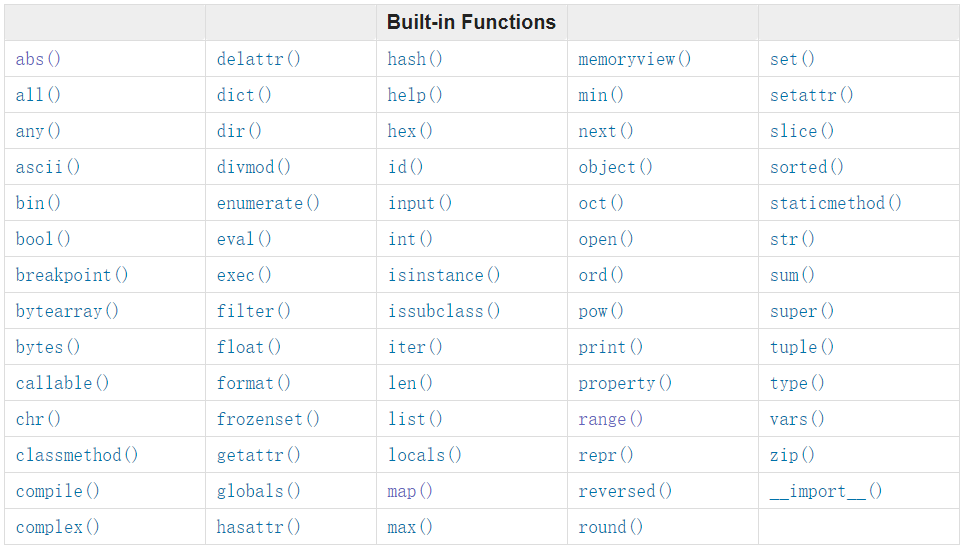 Built-in Functions
abs() delattr() hash() memoryview() set()
all() dict() help() min() setattr()
any() dir() hex() next() slice()
ascii() divmod() id() object() sorted()
bin() enumerate() input() oct() staticmethod()
bool() eval() int() open() str()
breakpoint() exec() isinstance() ord() sum()
bytearray() filter() issubclass() pow() super()
bytes() float() iter() print() tuple()
callable() format() len() property() type()
chr() frozenset() list() range() vars()
classmethod() getattr() locals() repr() zip()
compile() globals() map() reversed() __import__()
complex() hasattr() max() round()